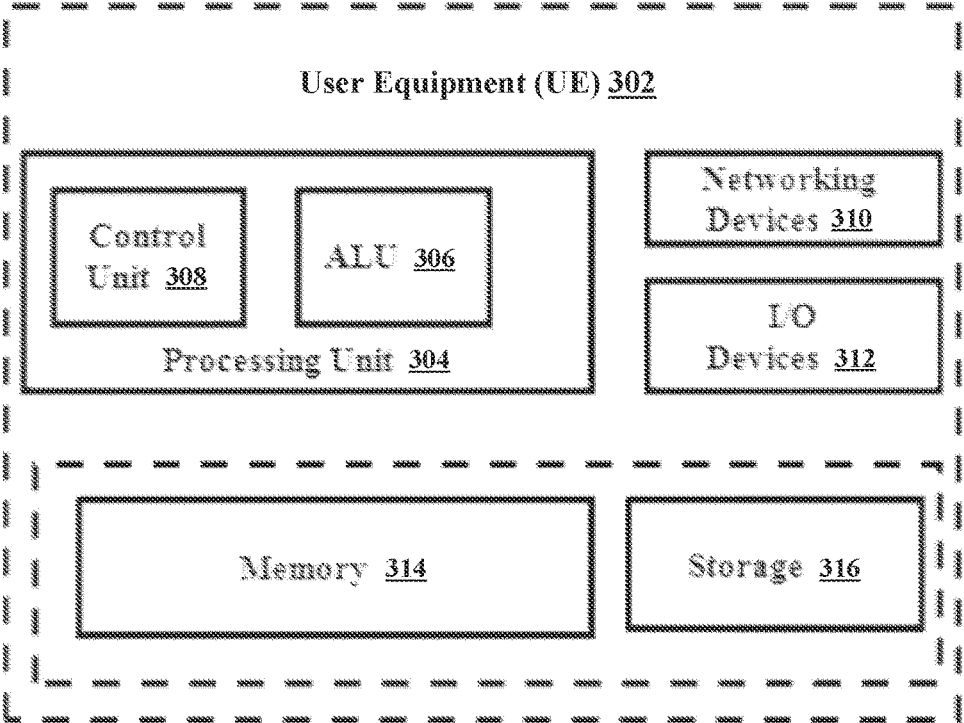 User Equipment (UE) 302
Control
Unit 308
ALU 306
Processing Unit 304
Networking
Devices 310
I/O
Devices 312
Memory 314
Storage 316